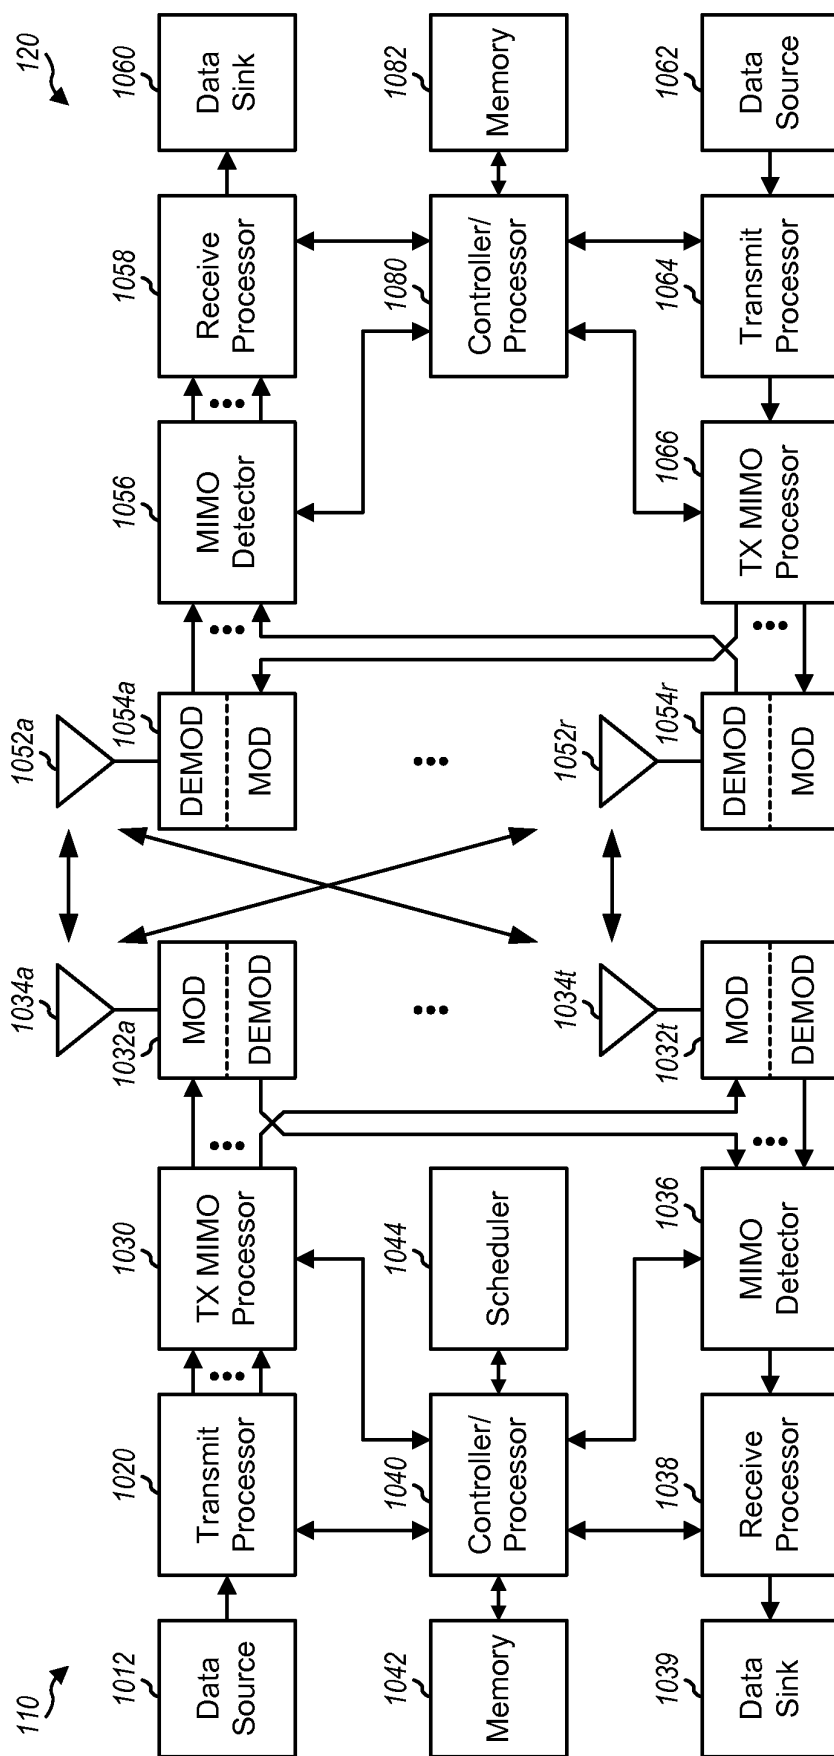 110
120
1012
Data
Source
1020
Transmit
Processor
1030
TX MIMO
Processor
1032a
MOD
DEMOD
1034a
1052a
1054a
DEMOD
MOD
1056
MIMO
Detector
1058
Receive
Processor
1060
Data
Sink
1042
Memory
1040
Controller/
Processor
1044
Scheduler
1080
Controller/
Processor
1082
Memory
1039
Data
Sink
1038
Receive
Processor
1036
MIMO
Detector
1032t
MOD
DEMOD
1034t
1052r
1054r
DEMOD
MOD
1066
TX MIMO
Processor
1064
Transmit
Processor
1062
Data
Source